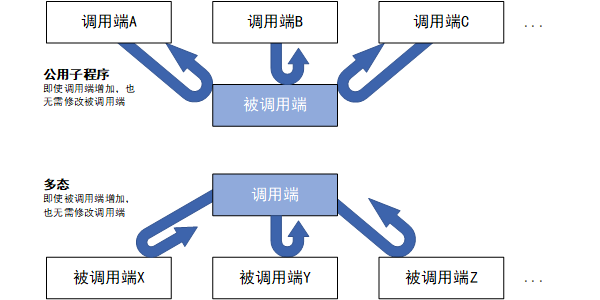 调用端A
调用端B
调用端C
...
公用子程序
即使调用端增加、也
无需修改被调用端
被调用端
多态
即使被调用端增加、
也无需修改调用端
调用端
被调用端X
被调用端Y
被调用端Z
...